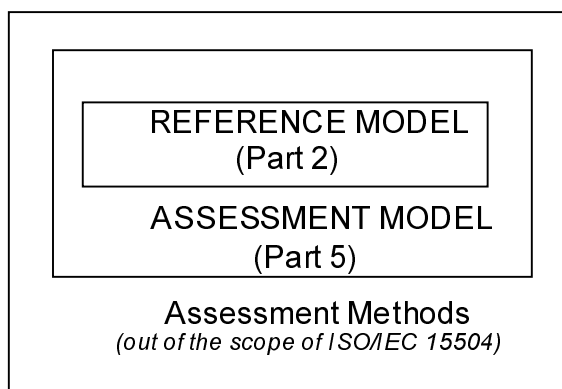 REFERENCE MODEL
(Part 2)
ASSESSMENT MODEL
(Part 5)
Assessment Methods
(out of the scope of ISO/IEC 15504)